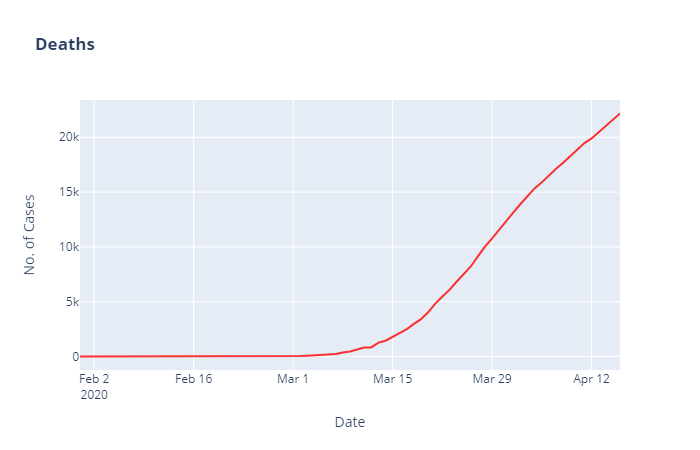 Deaths
20k
15k
10k
5k
0
No. of Cases
Feb 2
2020
Feb 16
Mar 1
Mar 15
Mar 29
Apr 12
Date